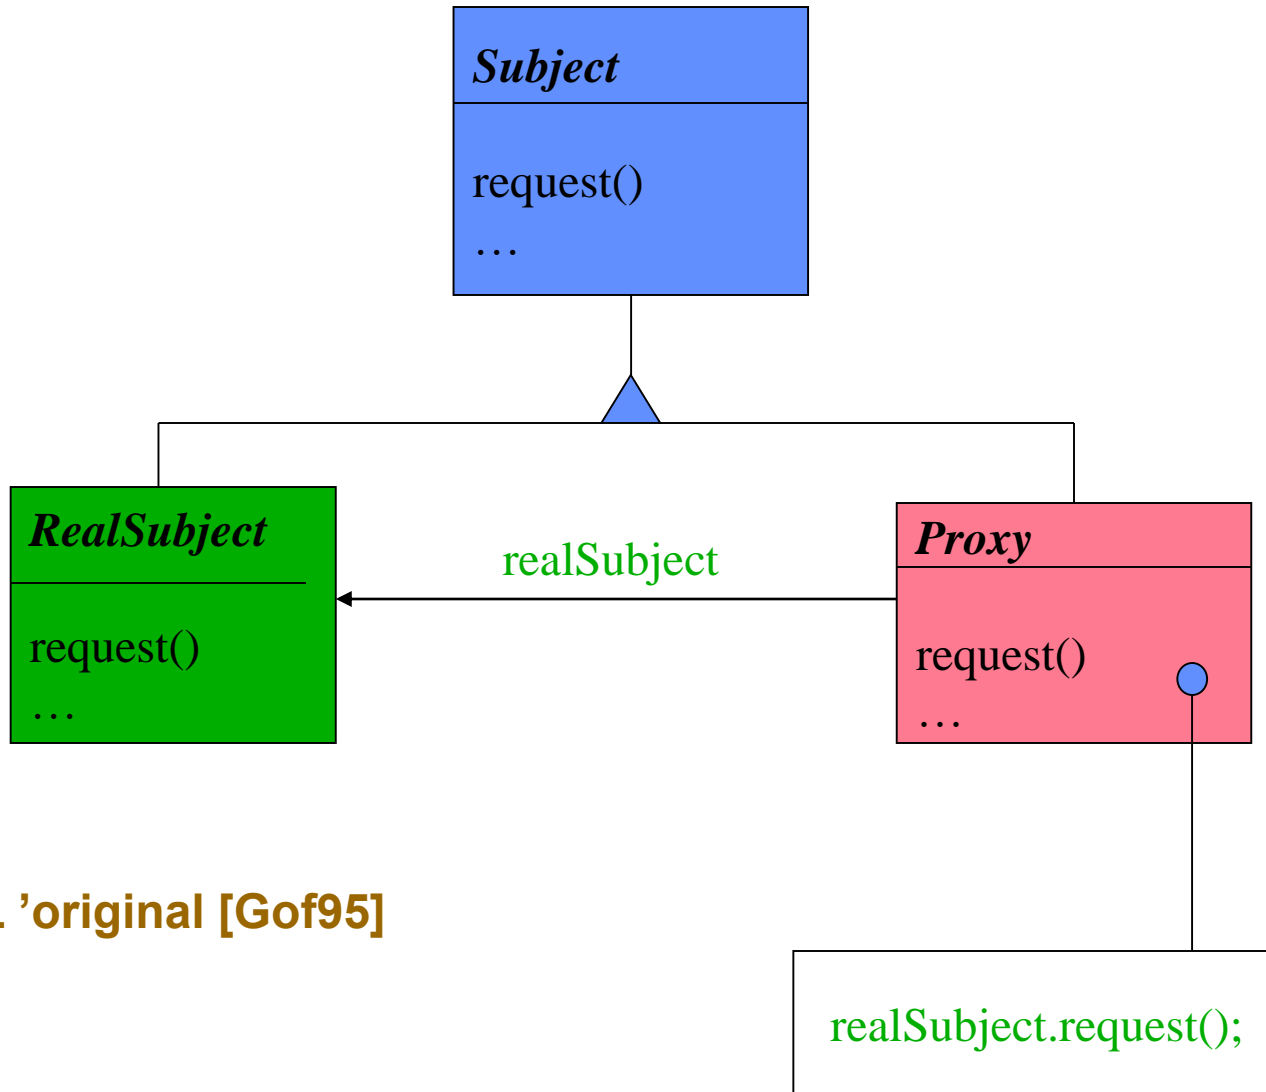 Subject
request()
…
RealSubject
request()
…
realSubject
Proxy
request()
…
’original [Gof95]
realSubject.request();